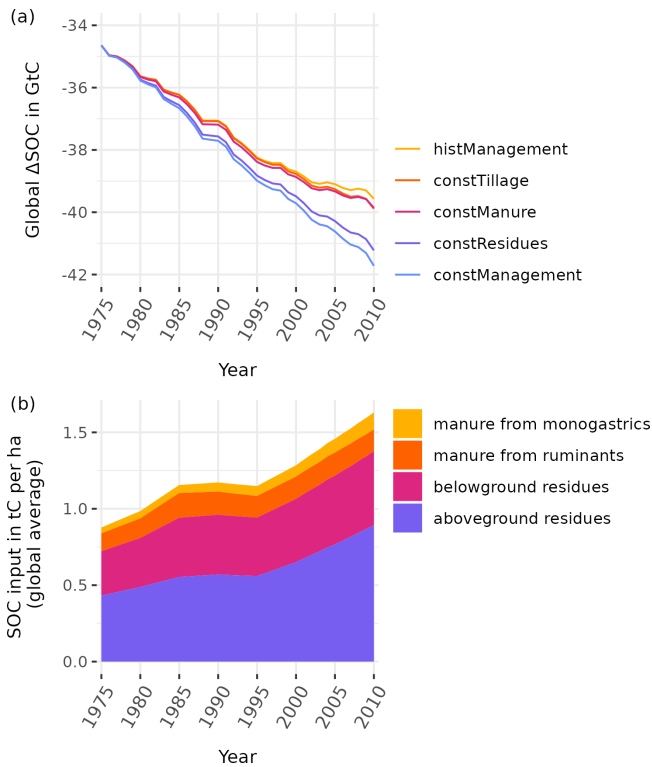 (a)
Global ΔSOC in GtC
-34
-36
-38
-40
-42
1975
1980
1985
1990
1995
2000
2005
2010
Year
histManagement
constTillage
constManure
constResidues
constManagement
(b)
SOC input in tC per ha
(global average)
1.5
1.0
0.5
0.0
1975
1980
1985
1990
1995
2000
2005
2010
Year
manure from monogastrics
manure from ruminants
belowground residues
aboveground residues